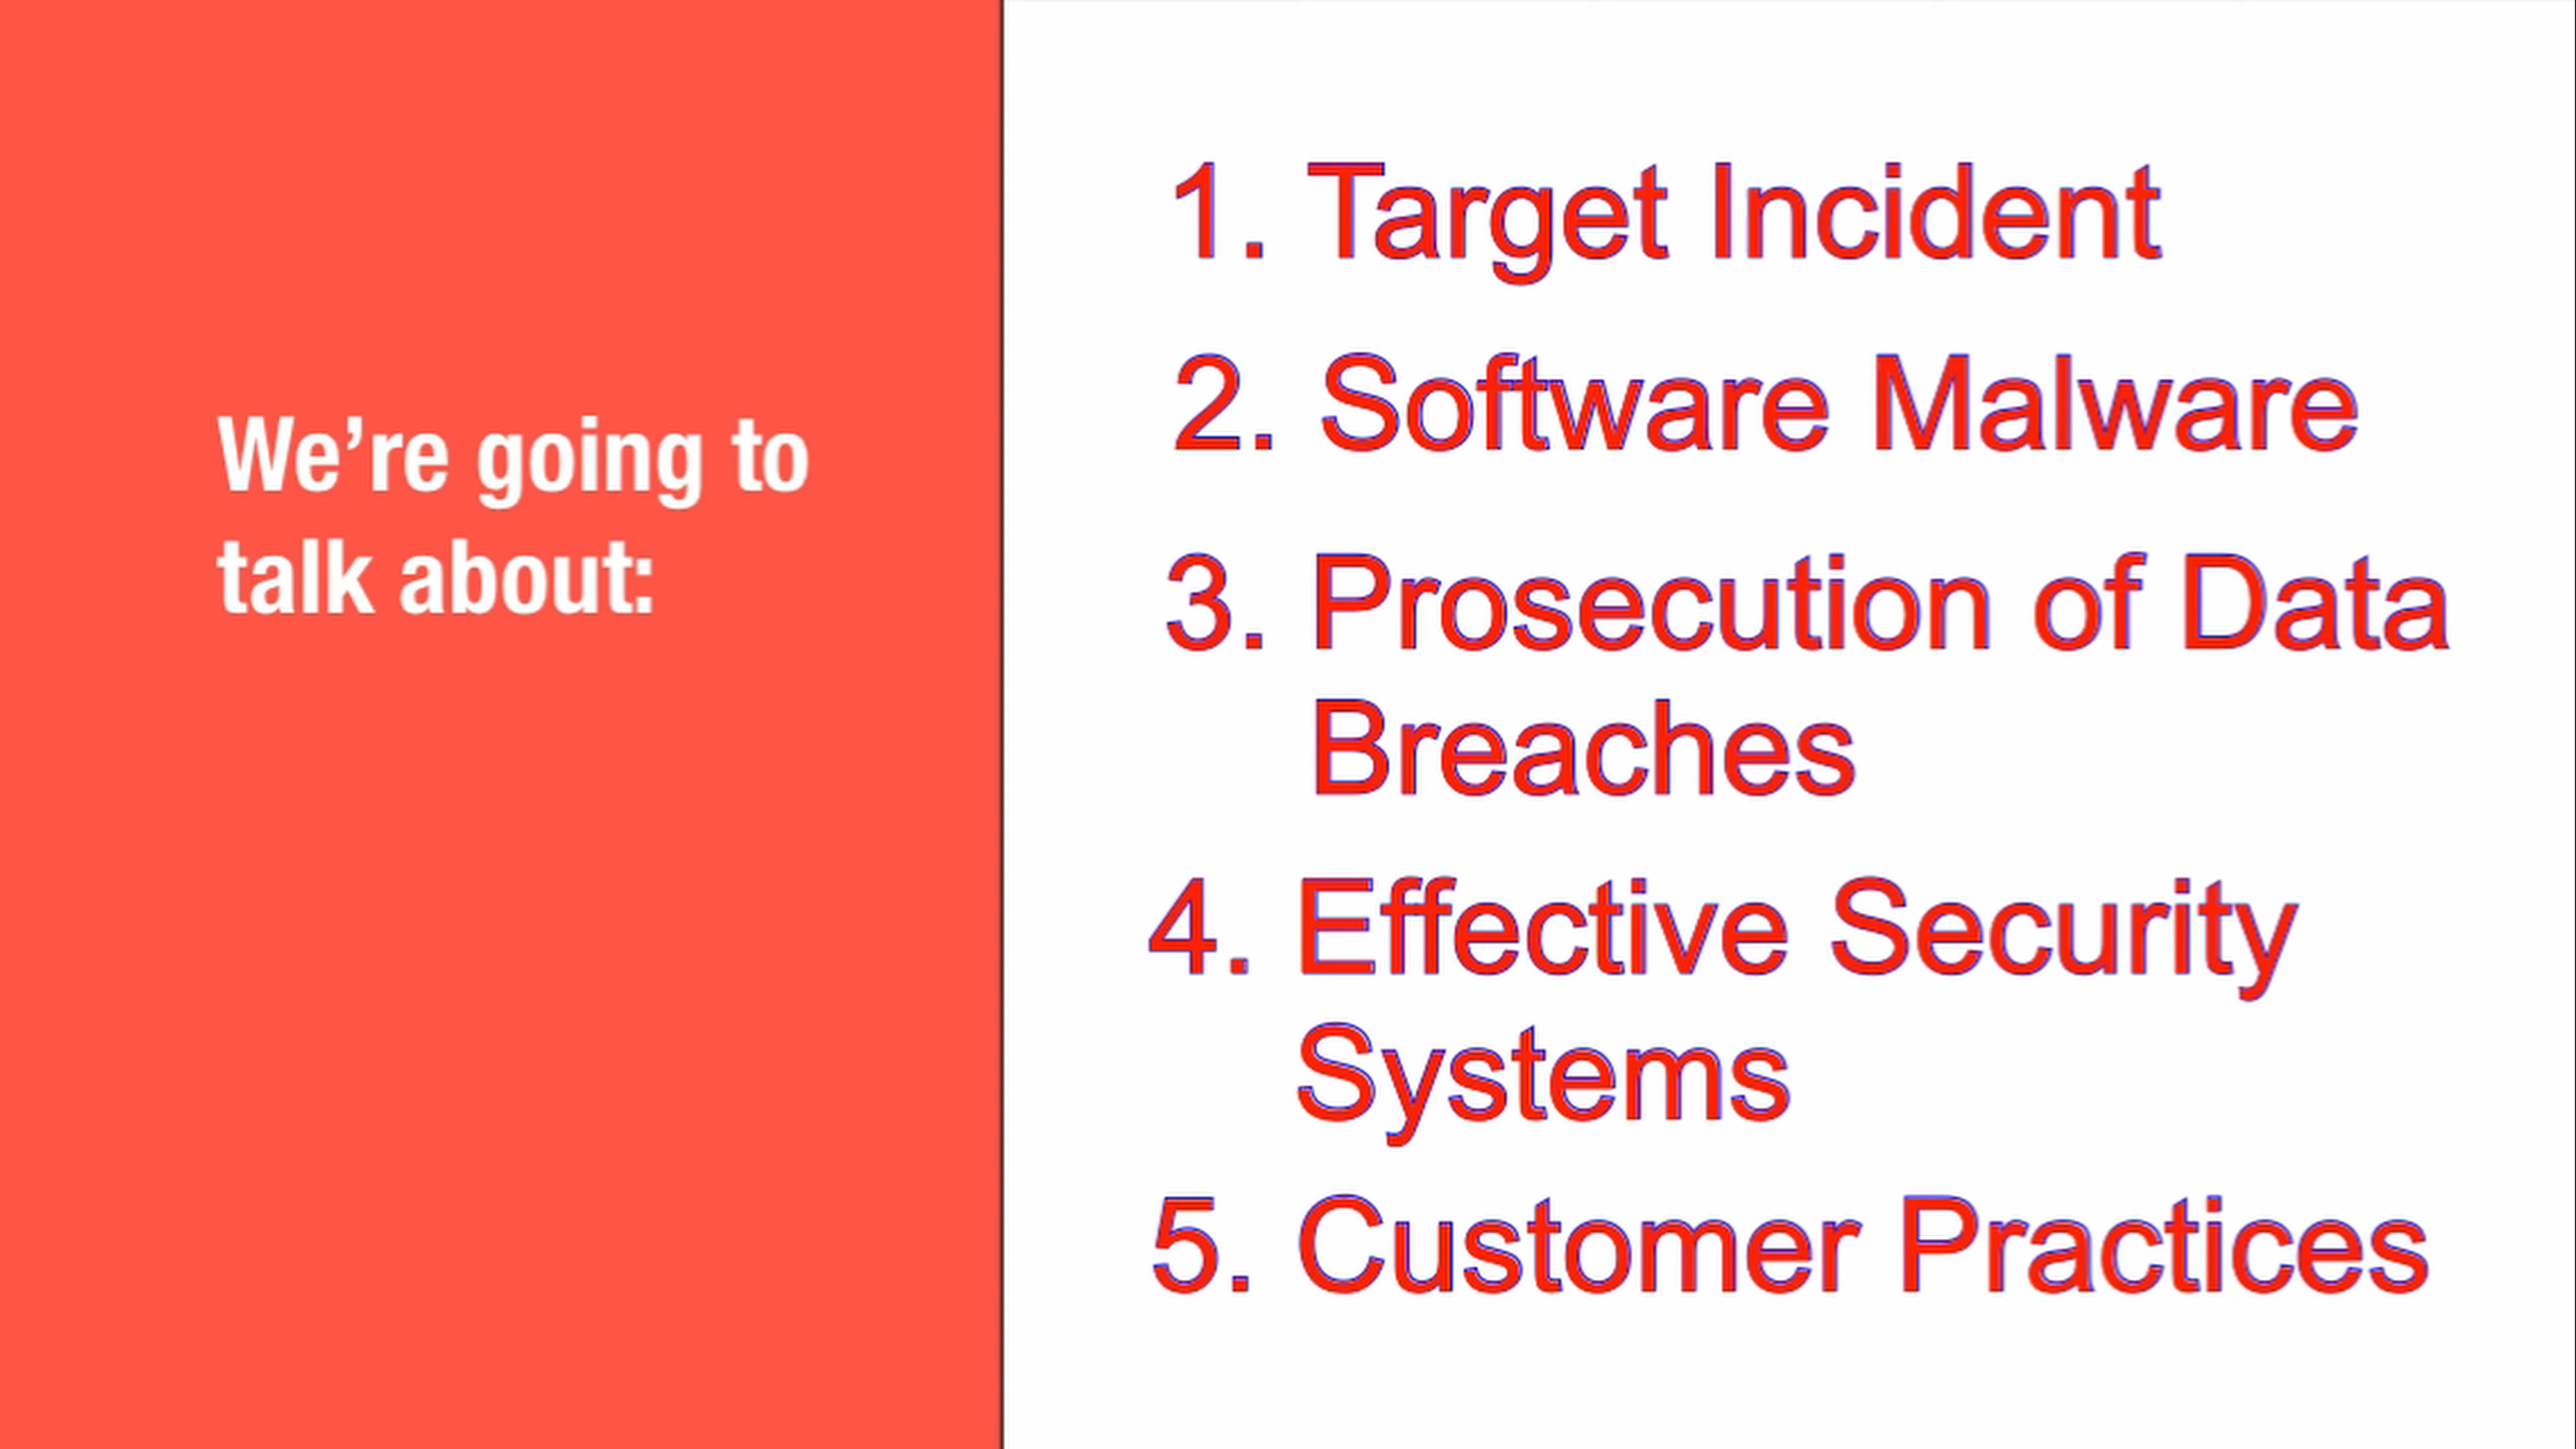 We’re going to
talk about:
1. Target Incident
2. Software Malware
3. Prosecution of Data
Breaches
4. Effective Security
Systems
5. Customer Practices